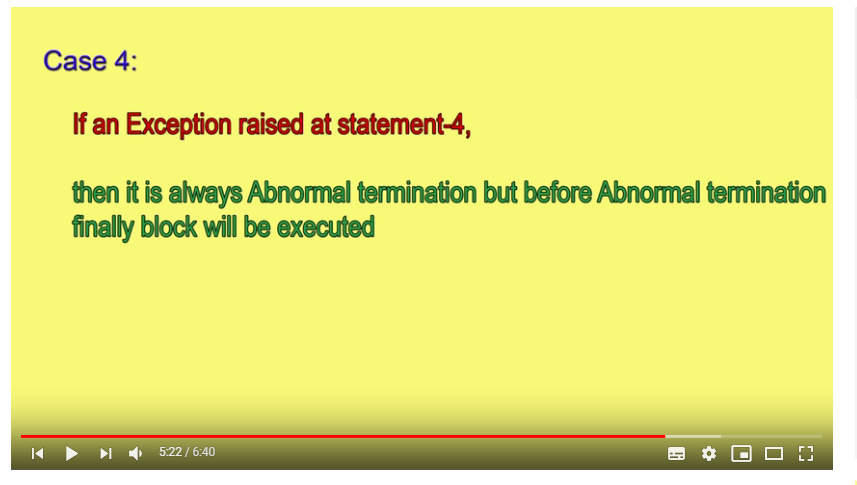 Case 4:
If an Exception raised at statement-4,
then it is always Abnormal termination but before Abnormal termination
finally block will be executed
5:22 / 6:40